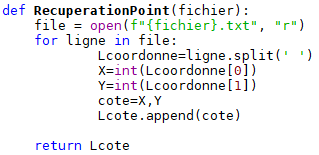 def RecuperationPoint(fichier):
    file = open(f"{fichier}.txt", "r")
    for ligne in file:
            Lcoordonne=ligne.split(' ')
            X=int(Lcoordonne[0])
            Y=int(Lcoordonne[1])
            cote=X,Y
            Lcote.append(cote)

    return Lcote